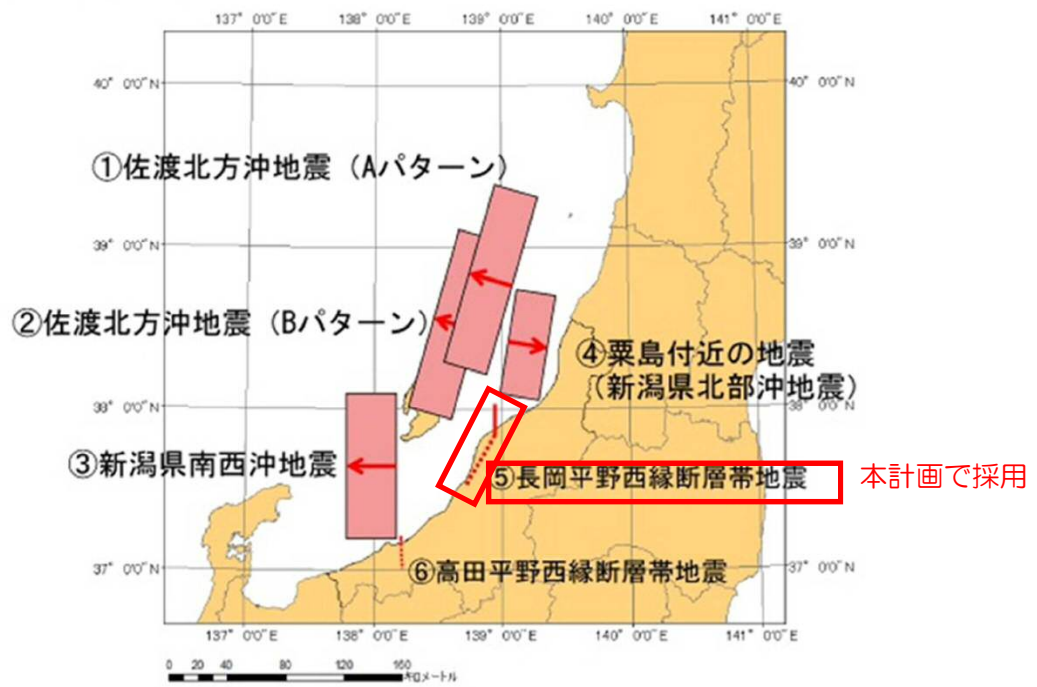 137° 0'0"E 138° 0'0"E 139° 0'0"E 140° 0'0"E 141° 0'0"E
40° 0'0"N 40° 0'0"N
①佐渡北方沖地震（Aパターン）
39° 0'0"N 39° 0'0"N
②佐渡北方沖地震（Bパターン）
④粟島付近の地震
（新潟県北部沖地震）
38° 0'0"N 38° 0'0"N
③新潟県南西沖地震
⑤長岡平野西縁断層帯地震 本計画で採用
37° 0'0"N 37° 0'0"N
⑥高田平野西縁断層帯地震
137° 0'0"E 138° 0'0"E 139° 0'0"E 140° 0'0"E 141° 0'0"E
0 20 40 80 120 160
キロメートル